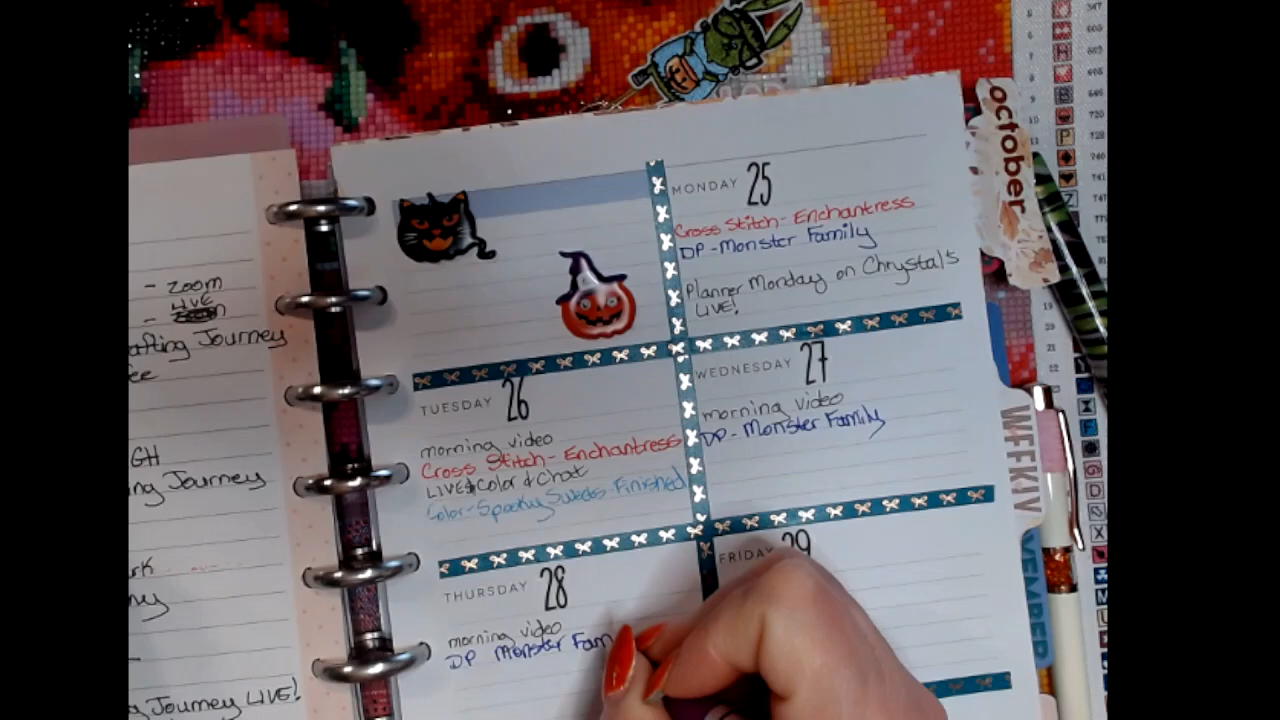 - zoom
LIVE
afting Journey
ee
GH
ng Journey
rk
ny
g Journey LIVE!
MONDAY 25
Cross Stitch - Enchantress
DP - Monster Family
Planner Monday on Chrystal's
LIVE!
TUESDAY 26
morning video
Cross Stitch - Enchantress
LIVE Color & Chat
Color - Spooky Finished
WEDNESDAY 27
morning video
DP - Monster Family
THURSDAY 28
morning video
DP Monster Fam
FRIDAY 29
October
WEEKLY
VEMBER